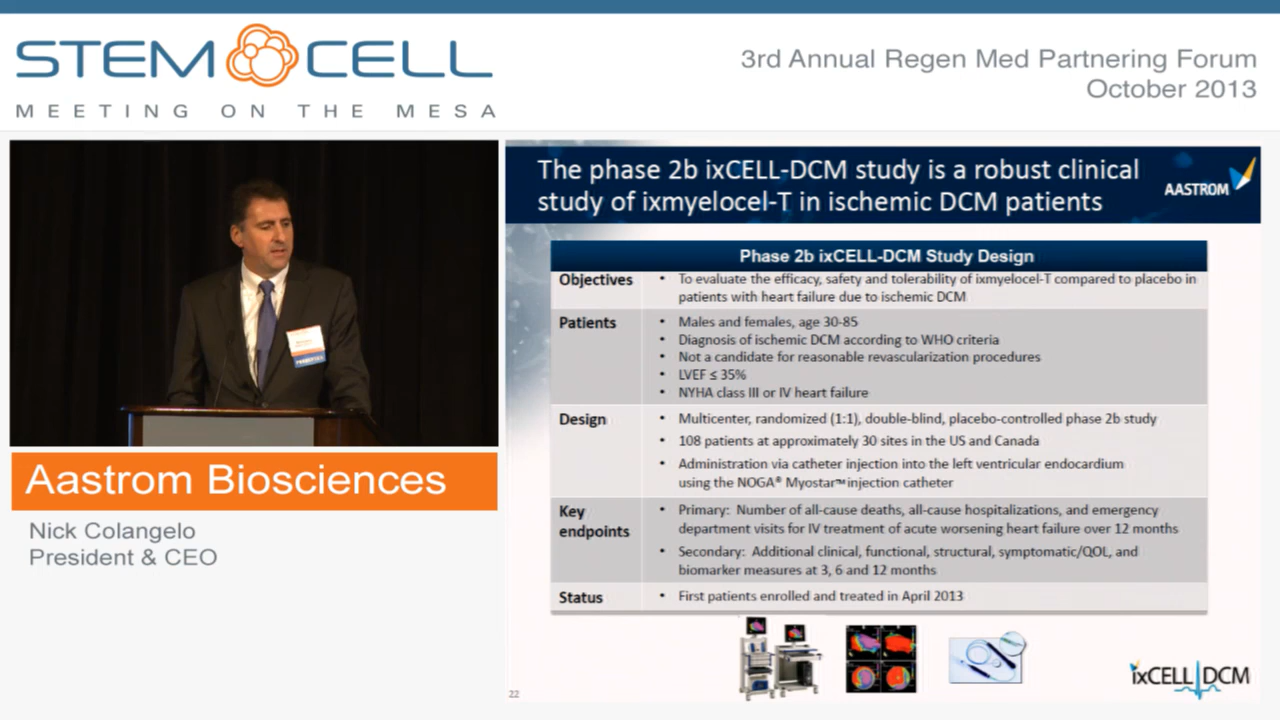 STEM CELL
MEETING ON THE MESA
3rd Annual Regen Med Partnering Forum
October 2013
The phase 2b ixCELL-DCM study is a robust clinical
study of ixmyelocel-T in ischemic DCM patients
AASTROM
Phase 2b ixCELL-DCM Study Design
Objectives
• To evaluate the efficacy, safety and tolerability of ixmyelocel-T compared to placebo in
patients with heart failure due to ischemic DCM
Patients
• Males and females, age 30-85
• Diagnosis of ischemic DCM according to WHO criteria
• Not a candidate for reasonable revascularization procedures
• LVEF ≤ 35%
• NYHA class III or IV heart failure
Design
• Multicenter, randomized (1:1), double-blind, placebo-controlled phase 2b study
• 108 patients at approximately 30 sites in the US and Canada
• Administration via catheter injection into the left ventricular endocardium
using the NOGA® Myostar™ injection catheter
Key
endpoints
• Primary: Number of all-cause deaths, all-cause hospitalizations, and emergency
department visits for IV treatment of acute worsening heart failure over 12 months
• Secondary: Additional clinical, functional, structural, symptomatic/QOL, and
biomarker measures at 3, 6 and 12 months
Status
• First patients enrolled and treated in April 2013
22
ixCELL DCM
Aastrom Biosciences
Nick Colangelo
President & CEO